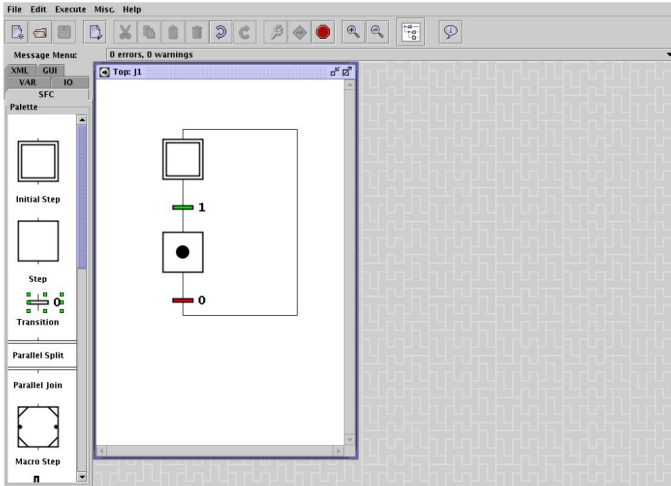 File Edit Execute Misc. Help
Message Menu: 0 errors, 0 warnings
XML GUI
VAR IO
SFC
Palette
Initial Step
Step
0
Transition
Parallel Split
Parallel Join
Macro Step
Top: J1
1
0